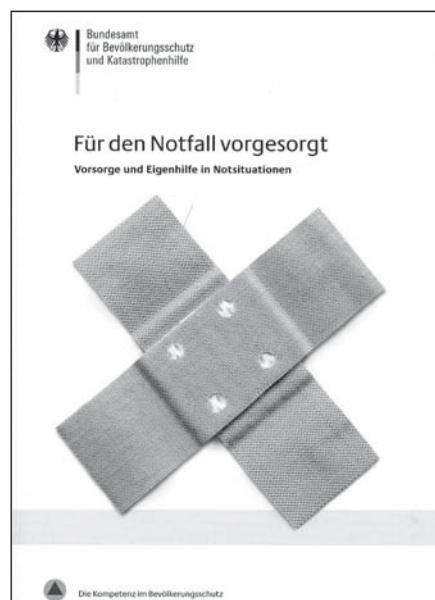 Bundesamt
für Bevölkerungsschutz
und Katastrophenhilfe
Für den Notfall vorgesorgt
Vorsorge und Eigenhilfe in Notsituationen
Die Kompetenz im Bevölkerungsschutz